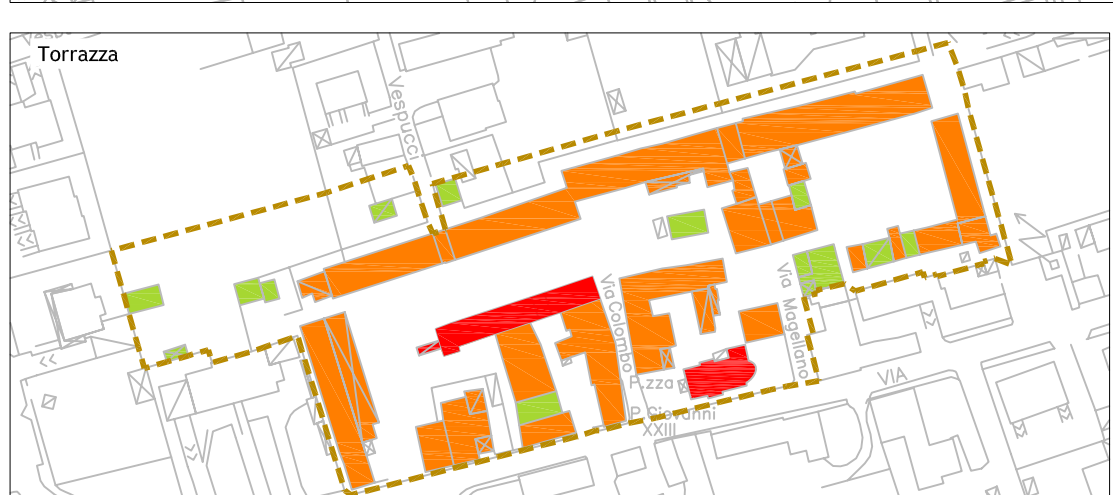 Torrazza
Vespucci
Via Colombo
Via Magellano
P.zza
P. Giovanni
XXIII
VIA